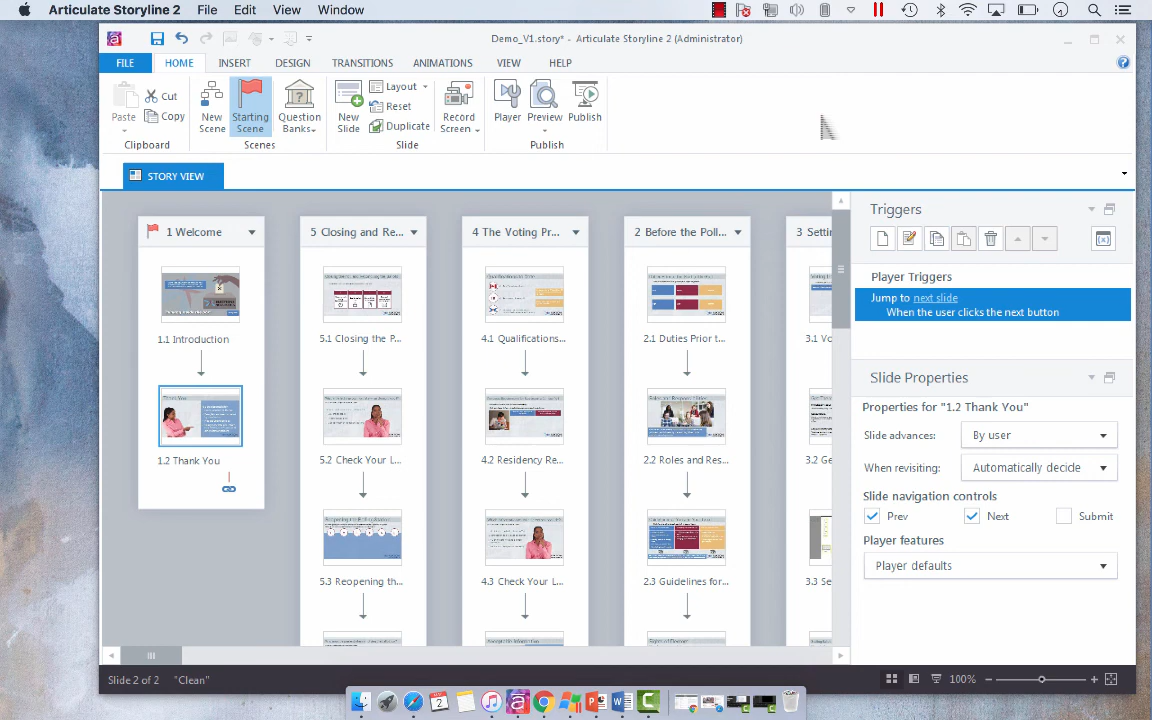 Articulate Storyline 2 File Edit View Window
Demo_V1.story* - Articulate Storyline 2 (Administrator)
FILE HOME INSERT DESIGN TRANSITIONS ANIMATIONS VIEW HELP
Paste
Cut
Copy
Clipboard
New Scene
Starting Scene
Question Banks
Scenes
New Slide
Layout
Reset
Duplicate
Slide
Record Screen
Player
Preview
Publish
Publish
STORY VIEW
1 Welcome
1.1 Introduction
Thank You
1.2 Thank You
5 Closing and Re...
5.1 Closing the P...
5.2 Check Your L...
5.3 Reopening th...
4 The Voting Pr...
4.1 Qualifications...
4.2 Residency Re...
4.3 Check Your L...
2 Before the Poll...
2.1 Duties Prior t...
2.2 Roles and Res...
2.3 Guidelines for...
3 Settin
3.1 Vo
3.2 Ge
3.3 Se
Triggers
Player Triggers
Jump to next slide
When the user clicks the next button
Slide Properties
Properties for "1.2 Thank You"
Slide advances: By user
When revisiting: Automatically decide
Slide navigation controls
Prev Next Submit
Player features
Player defaults
Slide 2 of 2 "Clean"
100%